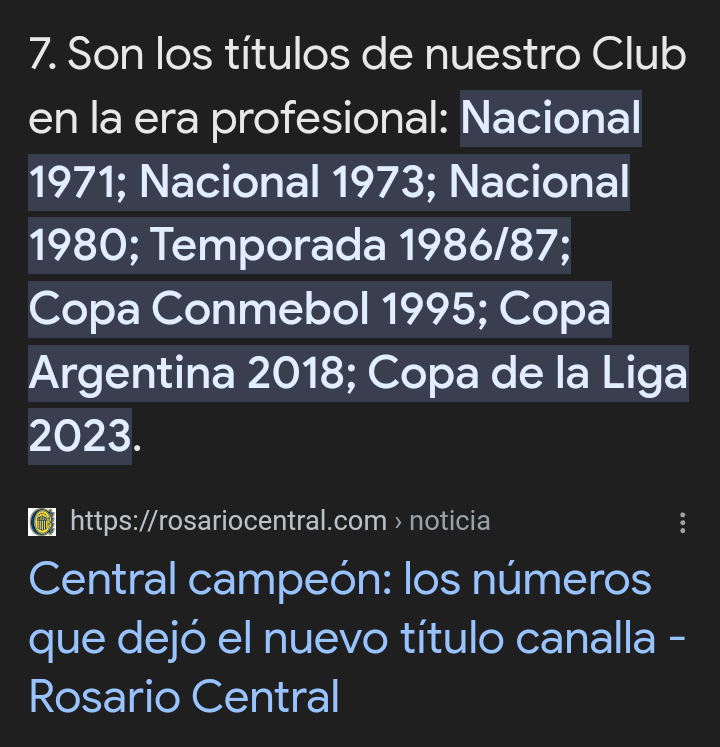 7. Son los títulos de nuestro Club
en la era profesional: Nacional
1971; Nacional 1973; Nacional
1980; Temporada 1986/87;
Copa Conmebol 1995; Copa
Argentina 2018; Copa de la Liga
2023.
https://rosariocentral.com › noticia
Central campeón: los números
que dejó el nuevo título canalla -
Rosario Central